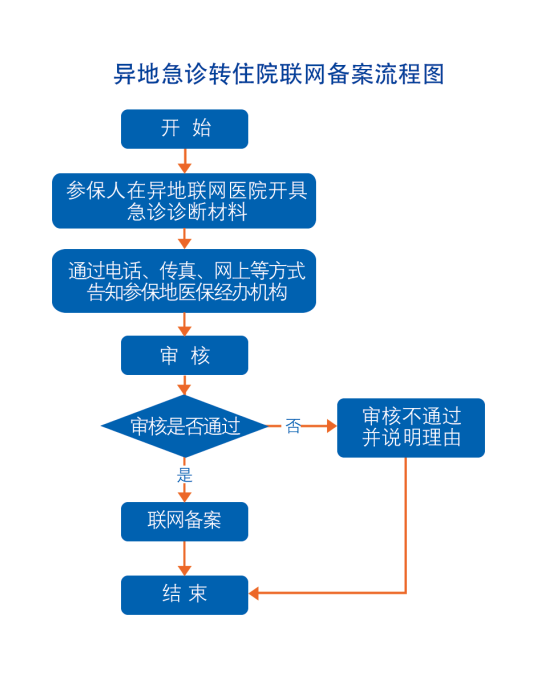 异地急诊转住院联网备案流程图
开 始
参保人在异地联网医院开具
急诊诊断材料
通过电话、传真、网上等方式
告知参保地医保经办机构
审 核
审核是否通过
否
审核不通过
并说明理由
是
联网备案
结 束